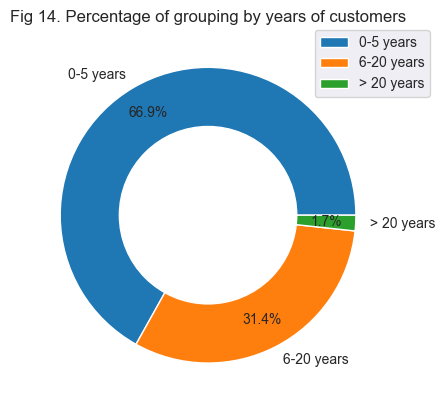 Fig 14. Percentage of grouping by years of customers
0-5 years
6-20 years
> 20 years
0-5 years
66.9%
1.7%
> 20 years
31.4%
6-20 years